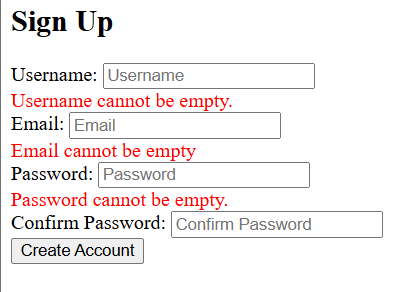 Sign Up
Username: Username
Username cannot be empty.
Email: Email
Email cannot be empty
Password: Password
Password cannot be empty.
Confirm Password: Confirm Password
Create Account